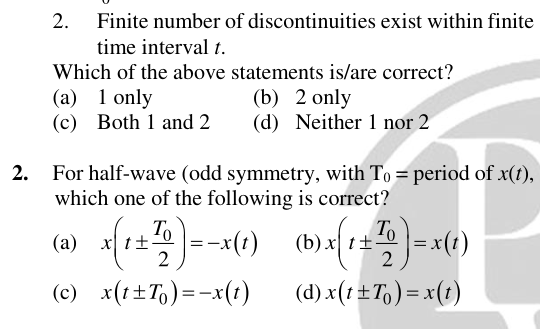 2. Finite number of discontinuities exist within finite
time interval t.
Which of the above statements is/are correct?
(a) 1 only (b) 2 only
(c) Both 1 and 2 (d) Neither 1 nor 2
2. For half-wave (odd symmetry, with T₀ = period of x(t),
which one of the following is correct?
(a) x(t ± T₀/2) = −x(t) (b) x(t ± T₀/2) = x(t)
(c) x(t ± T₀) = −x(t) (d) x(t ± T₀) = x(t)